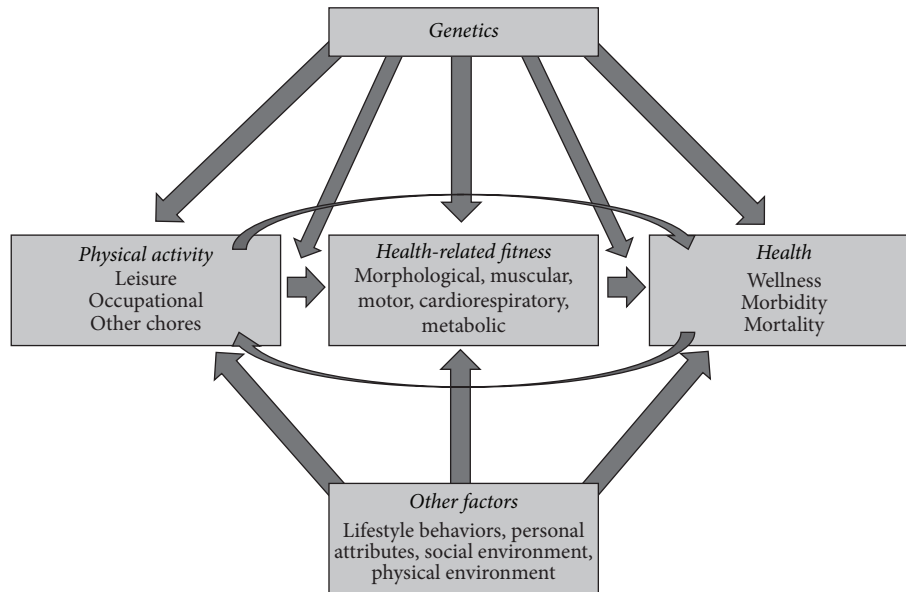 Genetics
Physical activity
Leisure
Occupational
Other chores
Health-related fitness
Morphological, muscular,
motor, cardiorespiratory,
metabolic
Health
Wellness
Morbidity
Mortality
Other factors
Lifestyle behaviors, personal
attributes, social environment,
physical environment